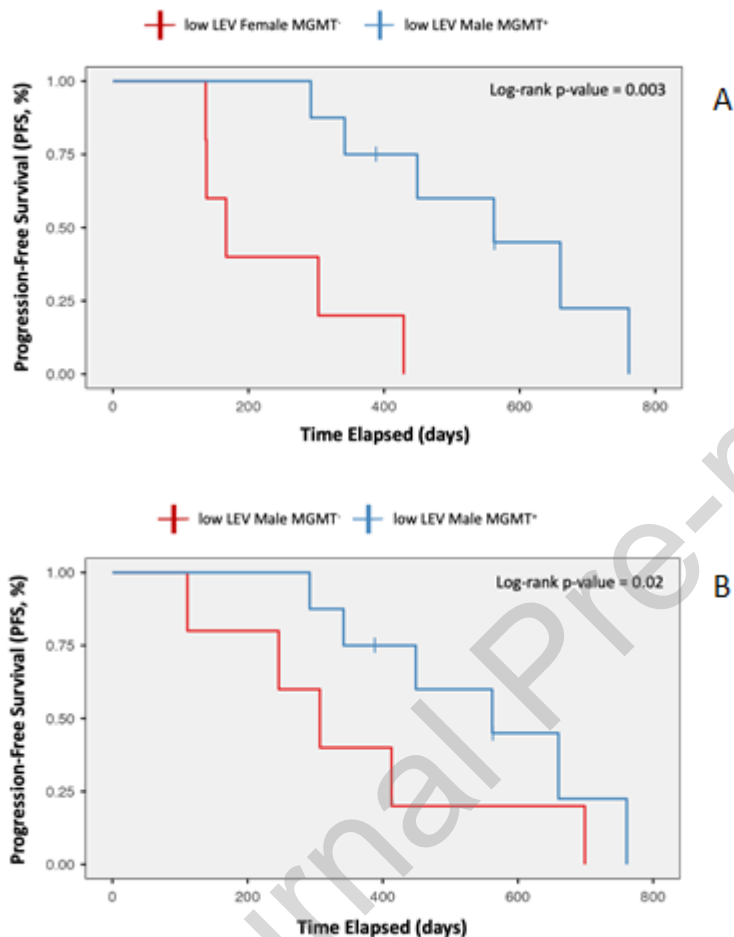 low LEV Female MGMT⁻ low LEV Male MGMT⁺
1.00
Log-rank p-value = 0.003
A
0.75
0.50
0.25
0.00
Progression-Free Survival (PFS, %)
0 200 400 600 800
Time Elapsed (days)
low LEV Male MGMT⁻ low LEV Male MGMT⁺
1.00
Log-rank p-value = 0.02
B
0.75
0.50
0.25
0.00
Progression-Free Survival (PFS, %)
0 200 400 600 800
Time Elapsed (days)